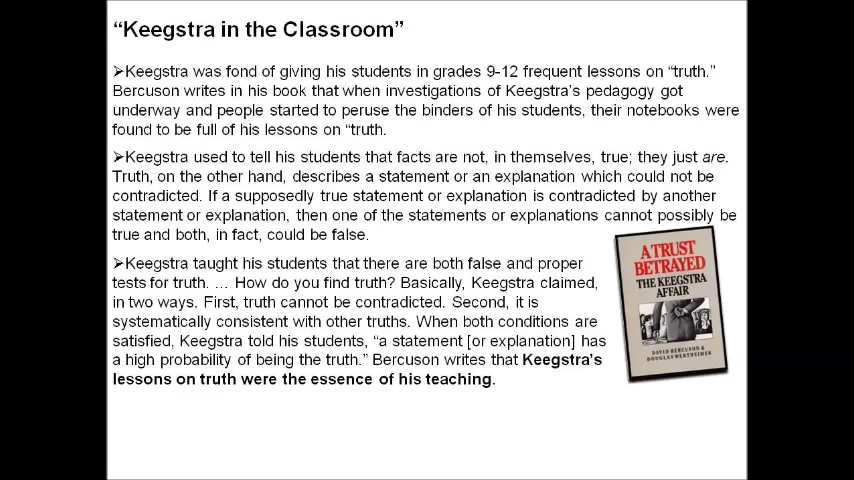 “Keegstra in the Classroom”
➢Keegstra was fond of giving his students in grades 9-12 frequent lessons on “truth.”
Bercuson writes in his book that when investigations of Keegstra’s pedagogy got
underway and people started to peruse the binders of his students, their notebooks were
found to be full of his lessons on “truth.
➢Keegstra used to tell his students that facts are not, in themselves, true; they just are.
Truth, on the other hand, describes a statement or an explanation which could not be
contradicted. If a supposedly true statement or explanation is contradicted by another
statement or explanation, then one of the statements or explanations cannot possibly be
true and both, in fact, could be false.
➢Keegstra taught his students that there are both false and proper
tests for truth. … How do you find truth? Basically, Keegstra claimed,
in two ways. First, truth cannot be contradicted. Second, it is
systematically consistent with other truths. When both conditions are
satisfied, Keegstra told his students, “a statement [or explanation] has
a high probability of being the truth.” Bercuson writes that Keegstra’s
lessons on truth were the essence of his teaching.
A TRUST
BETRAYED
THE KEEGSTRA
AFFAIR
DAVID BERCUSON &
DOUGLAS WERTHEIMER